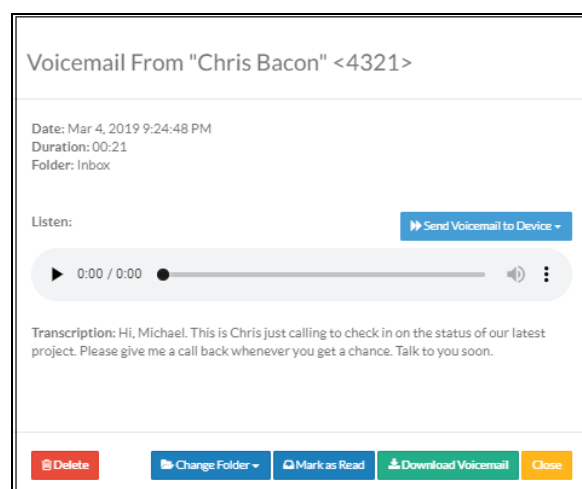 Voicemail From "Chris Bacon" <4321>
Date: Mar 4, 2019 9:24:48 PM
Duration: 00:21
Folder: Inbox
Listen:
Send Voicemail to Device
0:00 / 0:00
Transcription: Hi, Michael. This is Chris just calling to check in on the status of our latest
project. Please give me a call back whenever you get a chance. Talk to you soon.
Delete
Change Folder
Mark as Read
Download Voicemail
Close